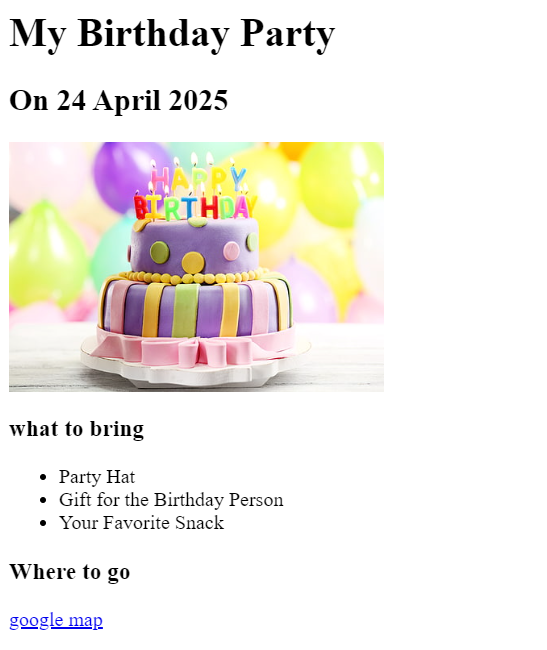 My Birthday Party
On 24 April 2025
HAPPY
BIRTHDAY
what to bring
Party Hat
Gift for the Birthday Person
Your Favorite Snack
Where to go
google map